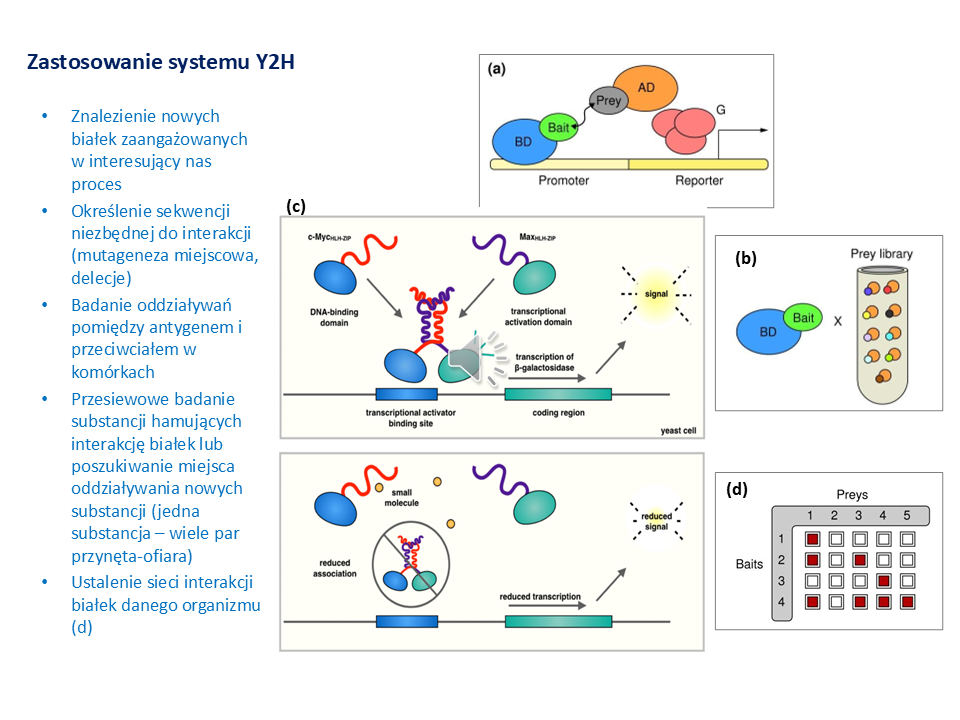 Zastosowanie systemu Y2H
• Znalezienie nowych
białek zaangażowanych
w interesujący nas
proces
• Określenie sekwencji
niezbędnej do interakcji
(mutageneza miejscowa,
delecje)
• Badanie oddziaływań
pomiędzy antygenem i
przeciwciałem w
komórkach
• Przesiewowe badanie
substancji hamujących
interakcję białek lub
poszukiwanie miejsca
oddziaływania nowych
substancji (jedna
substancja – wiele par
przynęta-ofiara)
• Ustalenie sieci interakcji
białek danego organizmu
(d)
(a)
AD
Prey
G
Bait
BD
Promoter
Reporter
(c)
c-Myc HLH-ZIP
Max HLH-ZIP
signal
DNA-binding
domain
transcriptional
activation domain
transcription of
β-galactosidase
transcriptional activator
binding site
coding region
yeast cell
small
molecule
reduced
signal
reduced
association
reduced transcription
(b)
Prey library
Bait
BD
X
(d)
Preys
1 2 3 4 5
1
Baits
2
3
4